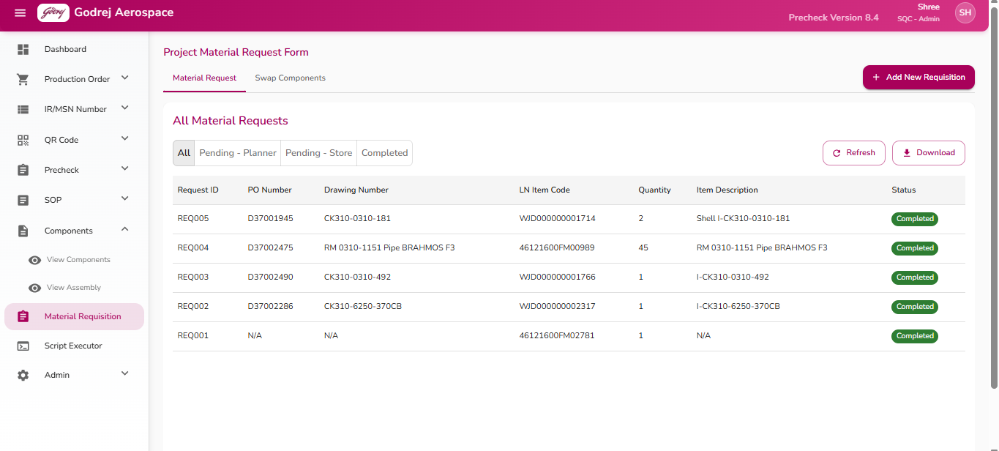 Godrej
Godrej Aerospace
Precheck Version 8.4
Shree
SQC - Admin
SH
Dashboard
Production Order
IR/MSN Number
QR Code
Precheck
SOP
Components
View Components
View Assembly
Material Requisition
Script Executor
Admin
Project Material Request Form
Material Request Swap Components
+ Add New Requisition
All Material Requests
All Pending - Planner Pending - Store Completed
Refresh Download
Request ID PO Number Drawing Number LN Item Code Quantity Item Description Status
REQ005 D37001945 CK310-0310-181 WJD000000001714 2 Shell I-CK310-0310-181 Completed
REQ004 D37002475 RM 0310-1151 Pipe BRAHMOS F3 46121600FM00989 45 RM 0310-1151 Pipe BRAHMOS F3 Completed
REQ003 D37002490 CK310-0310-492 WJD000000001766 1 I-CK310-0310-492 Completed
REQ002 D37002286 CK310-6250-370CB WJD000000002317 1 I-CK310-6250-370CB Completed
REQ001 N/A N/A 46121600FM02781 1 N/A Completed